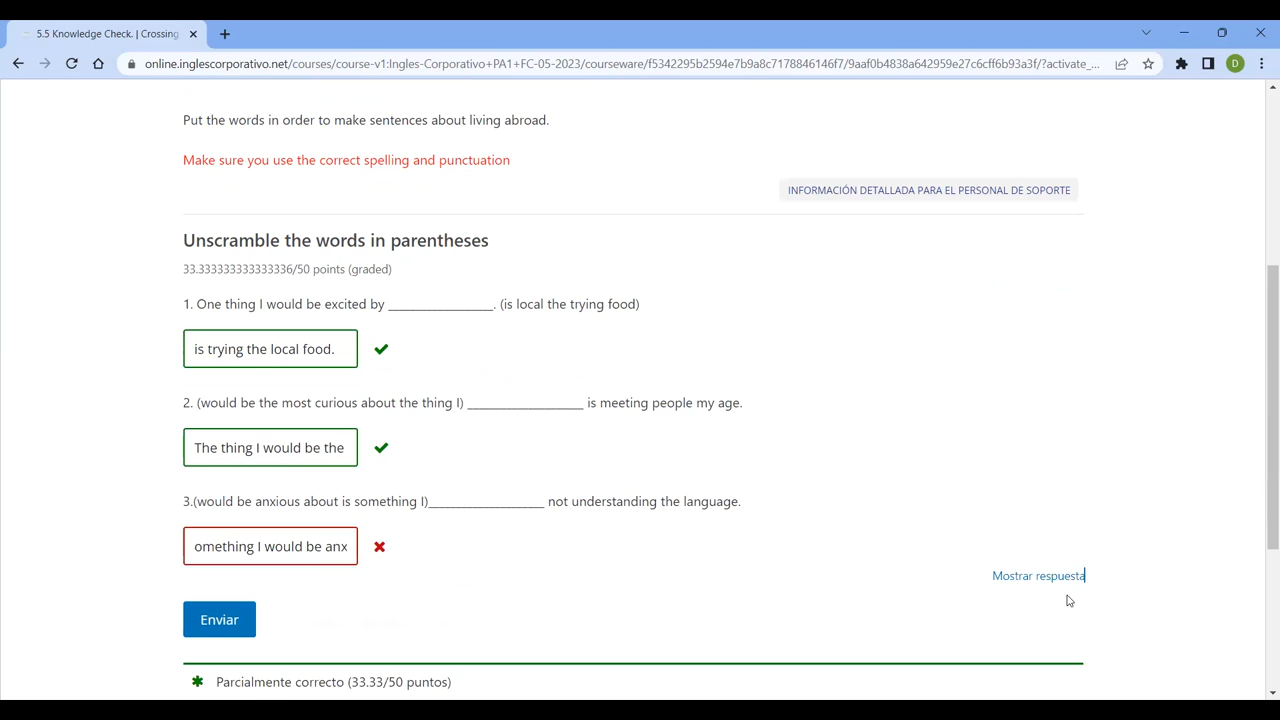 5.5 Knowledge Check. | Crossing
online.inglescorporativo.net/courses/course-v1:Ingles-Corporativo+PA1+FC-05-2023/courseware/f5342295b2594e7b9a8c7178846146f7/9aaf0b4838a642959e27c6cff6b93a3f/?activate_...
D
Put the words in order to make sentences about living abroad.
Make sure you use the correct spelling and punctuation
INFORMACIÓN DETALLADA PARA EL PERSONAL DE SOPORTE
Unscramble the words in parentheses
33.333333333333336/50 points (graded)
1. One thing I would be excited by __________________. (is local the trying food)
is trying the local food.
2. (would be the most curious about the thing I) ____________________ is meeting people my age.
The thing I would be the
3.(would be anxious about is something I)____________________ not understanding the language.
omething I would be anx
Mostrar respuesta
Enviar
Parcialmente correcto (33.33/50 puntos)